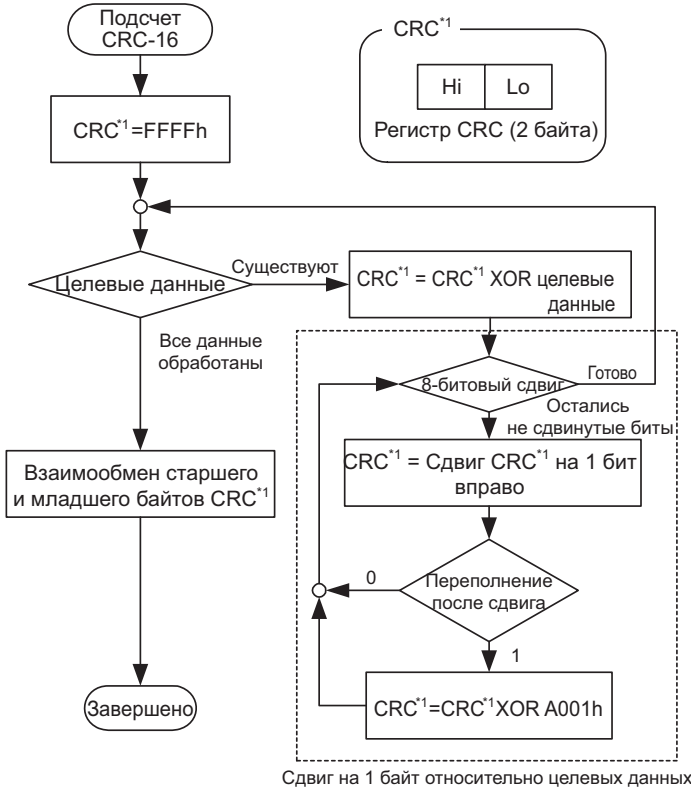 Подсчет
CRC-16
CRC*1
Hi Lo
Регистр CRC (2 байта)
CRC*1=FFFFh
Целевые данные
Существуют
CRC*1 = CRC*1 XOR целевые
данные
Все данные
обработаны
8-битовый сдвиг
Готово
Остались
не сдвинутые биты
Взаимообмен старшего
и младшего байтов CRC*1
CRC*1 = Сдвиг CRC*1 на 1 бит
вправо
Переполнение
после сдвига
0
1
CRC*1=CRC*1XOR A001h
Завершено
Сдвиг на 1 байт относительно целевых данных